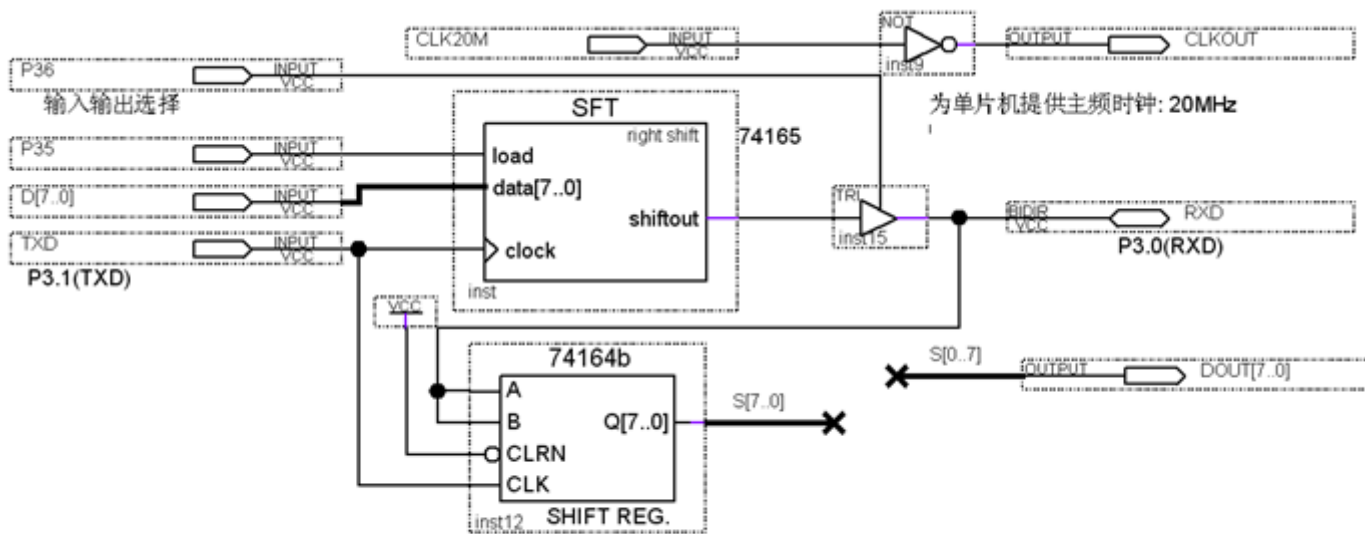 CLK20M
INPUT
VCC
NOT
inst9
OUTPUT
CLKOUT
P36
INPUT
VCC
输入输出选择
为单片机提供主频时钟: 20MHz
SFT
right shift
74165
P35
INPUT
VCC
load
D[7..0]
INPUT
VCC
data[7..0]
TRI
shiftout
inst15
BIDIR
VCC
RXD
P3.0(RXD)
TXD
INPUT
VCC
clock
P3.1(TXD)
inst
VCC
74164b
S[0..7]
OUTPUT
DOUT[7..0]
A
B
Q[7..0]
S[7..0]
CLRN
CLK
inst12
SHIFT REG.